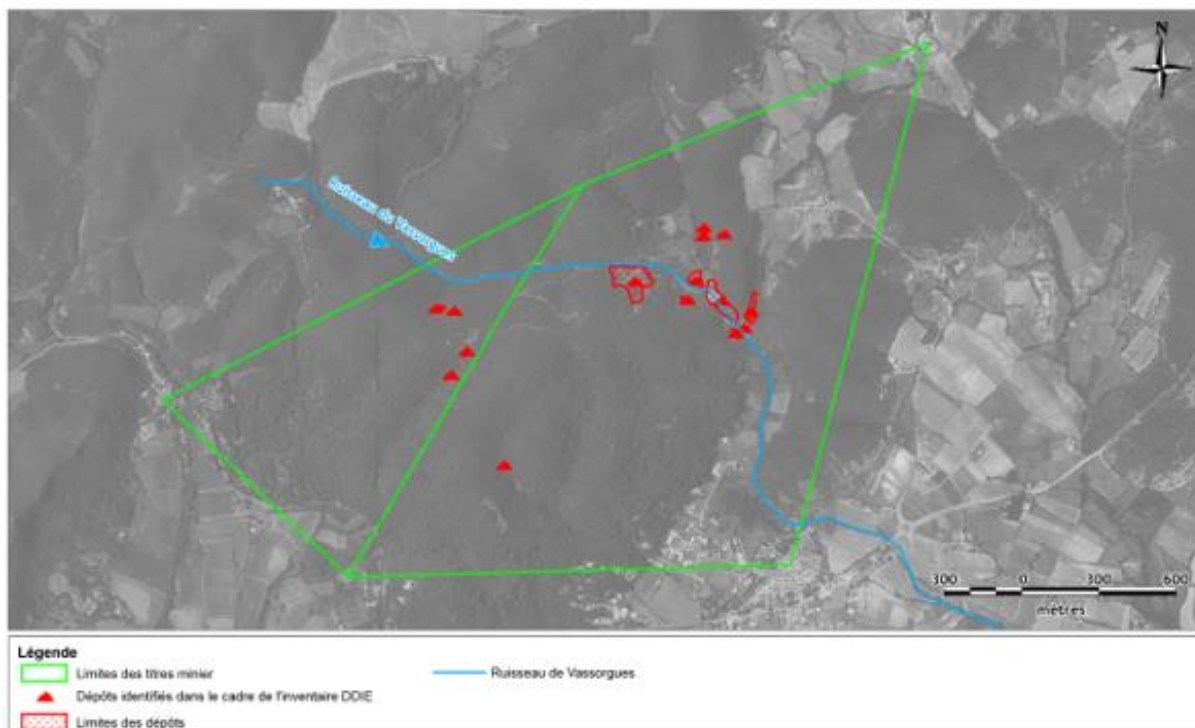 N
Ruisseau du Vassorgues
300 0 300 600
mètres
Légende
Limites des titres minier
Ruisseau de Vassorgues
Dépôts identifiés dans le cadre de l'inventaire DDIE
Limites des dépôts